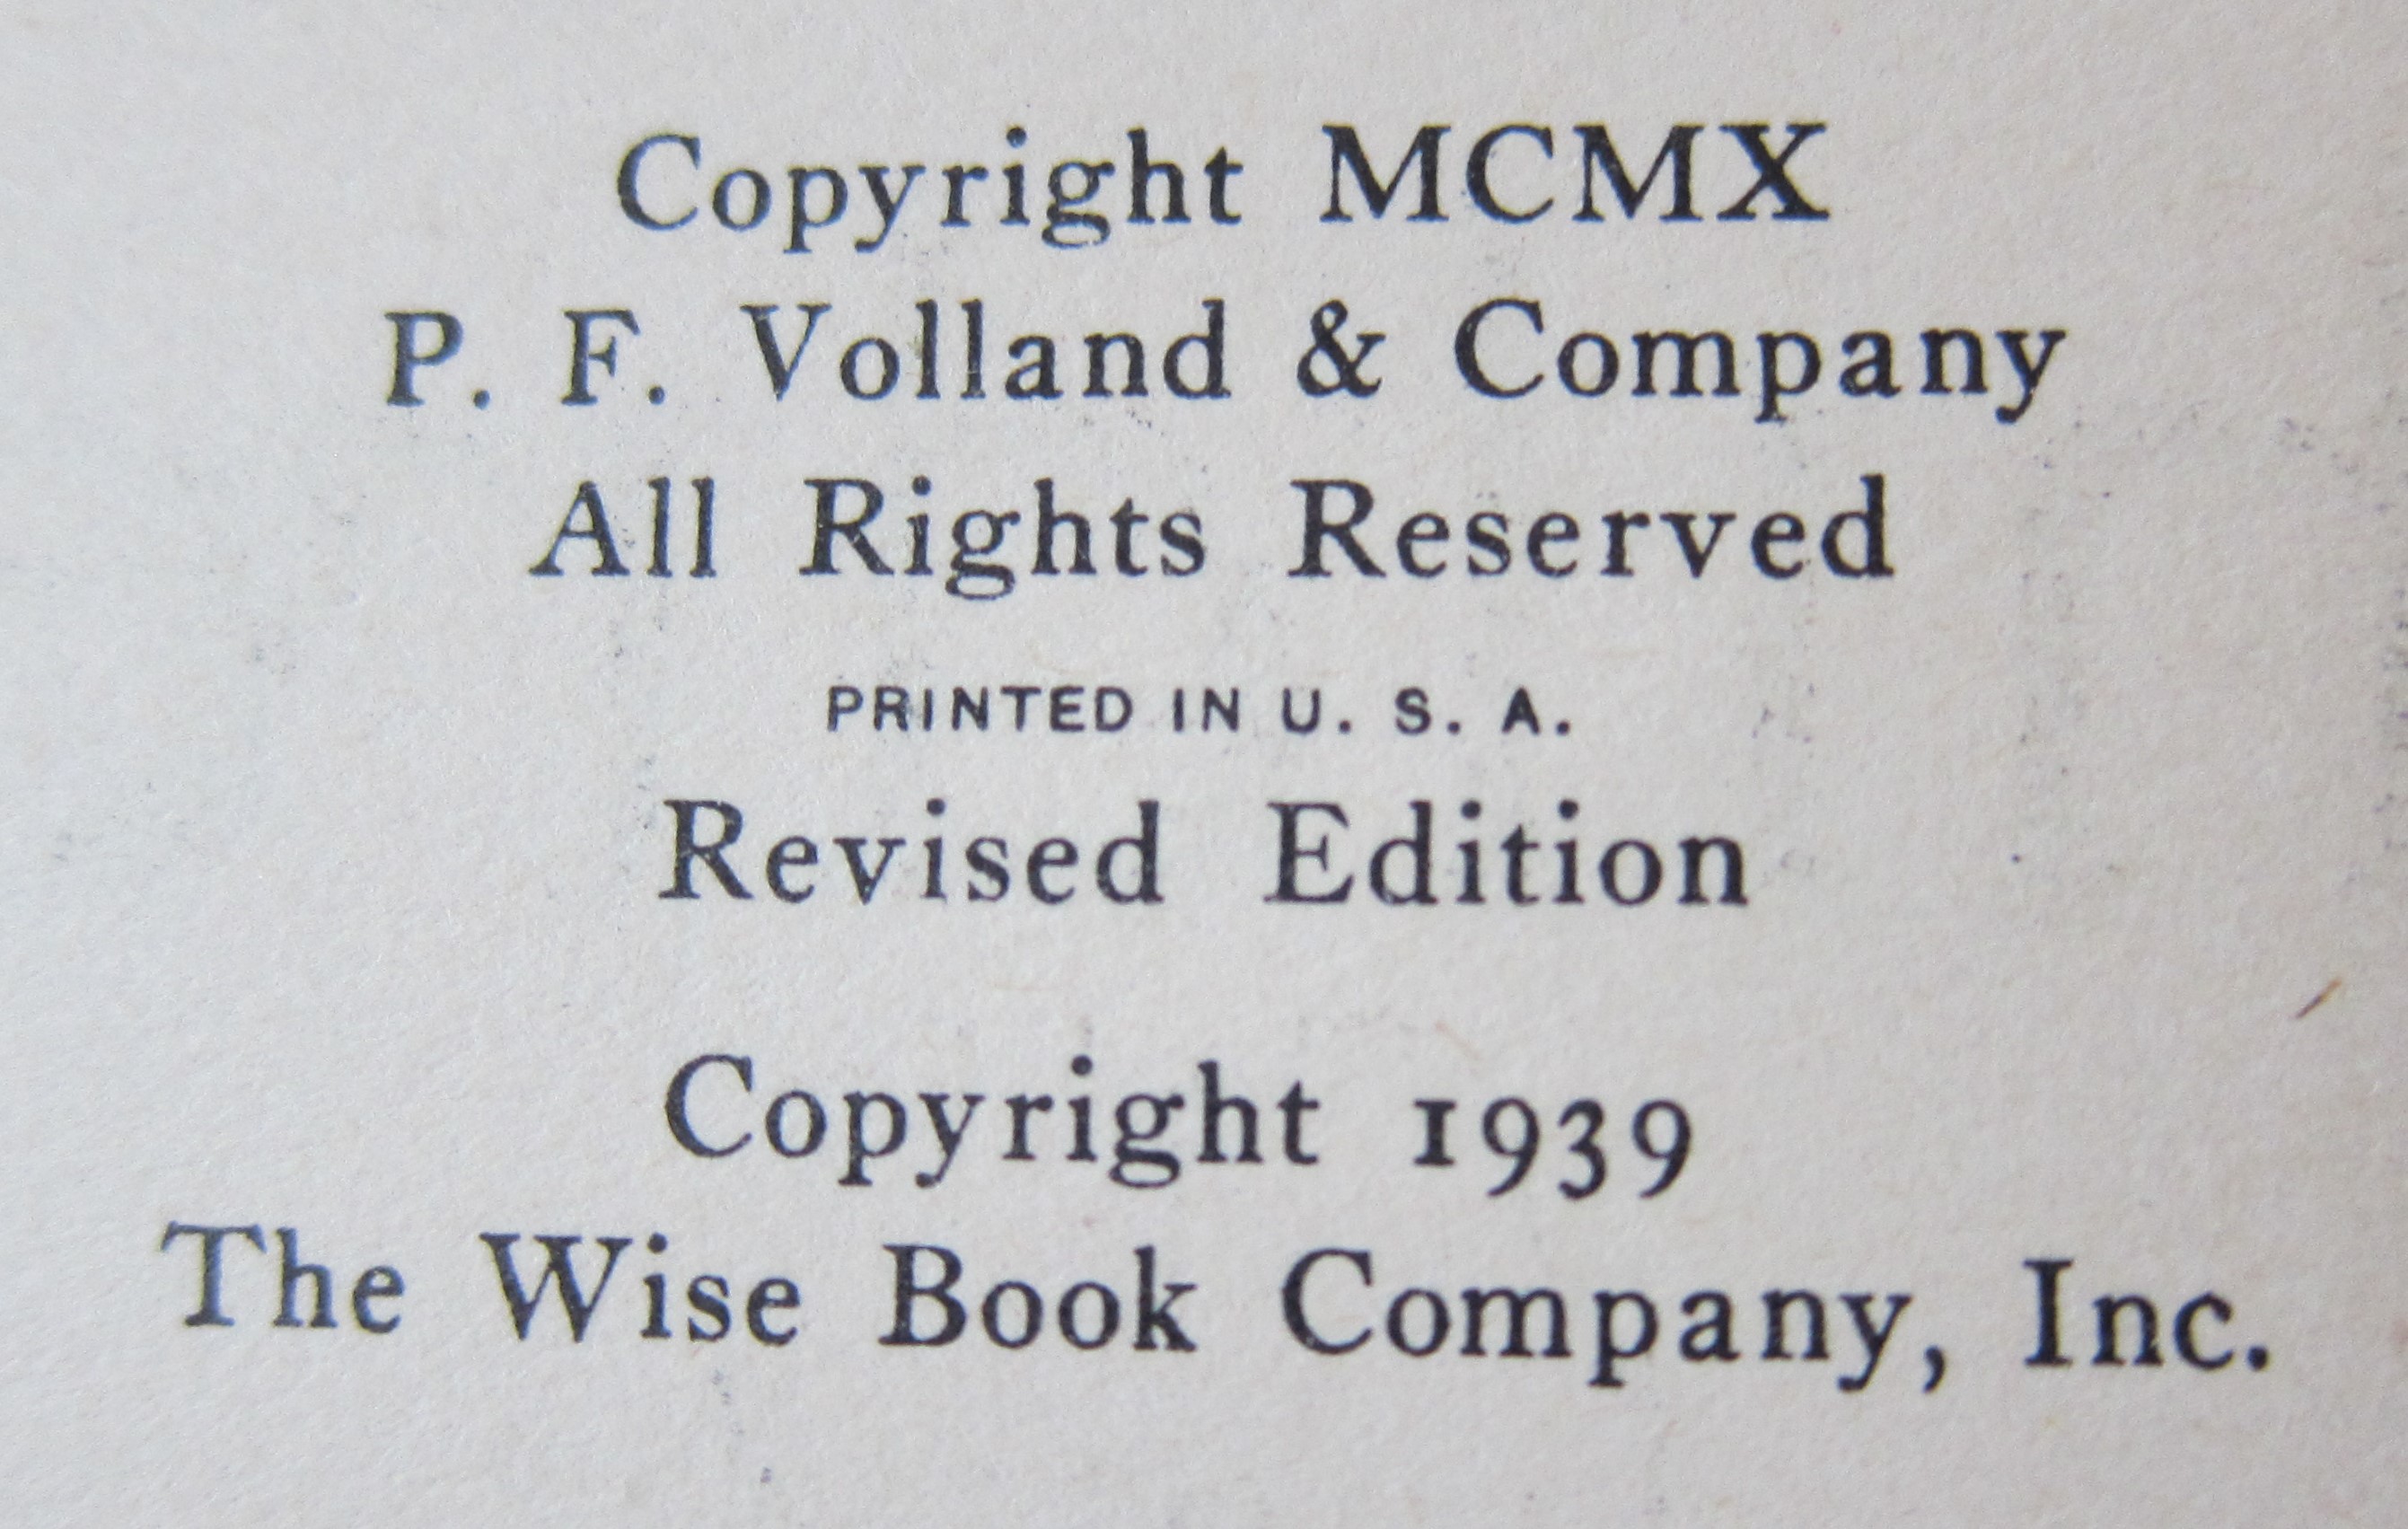 Copyright MCMX
P. F. Volland & Company
All Rights Reserved
PRINTED IN U. S. A.
Revised Edition
Copyright 1939
The Wise Book Company, Inc.